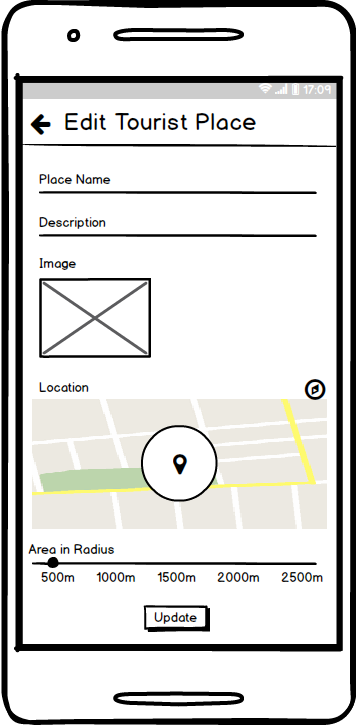 17:09
Edit Tourist Place
Place Name
Description
Image
Location
Area in Radius
500m 1000m 1500m 2000m 2500m
Update